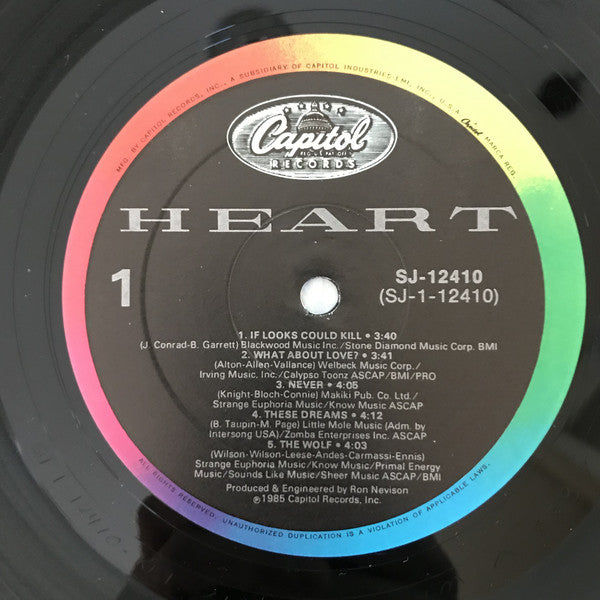 MFG. BY CAPITOL RECORDS, INC., A SUBSIDIARY OF CAPITOL INDUSTRIES-EMI, INC., U.S.A. Capitol MARCA REG.
Capitol
RECORDS
HEART
1
SJ-12410
(SJ-1-12410)
1. IF LOOKS COULD KILL • 3:40
(J. Conrad-B. Garrett) Blackwood Music Inc./Stone Diamond Music Corp. BMI
2. WHAT ABOUT LOVE? • 3:41
(Alton-Allen-Vallance) Welbeck Music Corp./
Irving Music, Inc./Calypso Toonz ASCAP/BMI/PRO
3. NEVER • 4:05
(Knight-Bloch-Connie) Makiki Pub. Co. Ltd./
Strange Euphoria Music/Know Music ASCAP
4. THESE DREAMS • 4:12
(B. Taupin-M. Page) Little Mole Music (Adm. by
Intersong USA)/Zomba Enterprises Inc. ASCAP
5. THE WOLF • 4:03
(Wilson-Wilson-Leese-Andes-Carmassi-Ennis)
Strange Euphoria Music/Know Music/Primal Energy
Music/Sounds Like Music/Sheer Music ASCAP/BMI
Produced & Engineered by Ron Nevison
℗1985 Capitol Records, Inc.
ALL RIGHTS RESERVED. UNAUTHORIZED DUPLICATION IS A VIOLATION OF APPLICABLE LAWS.